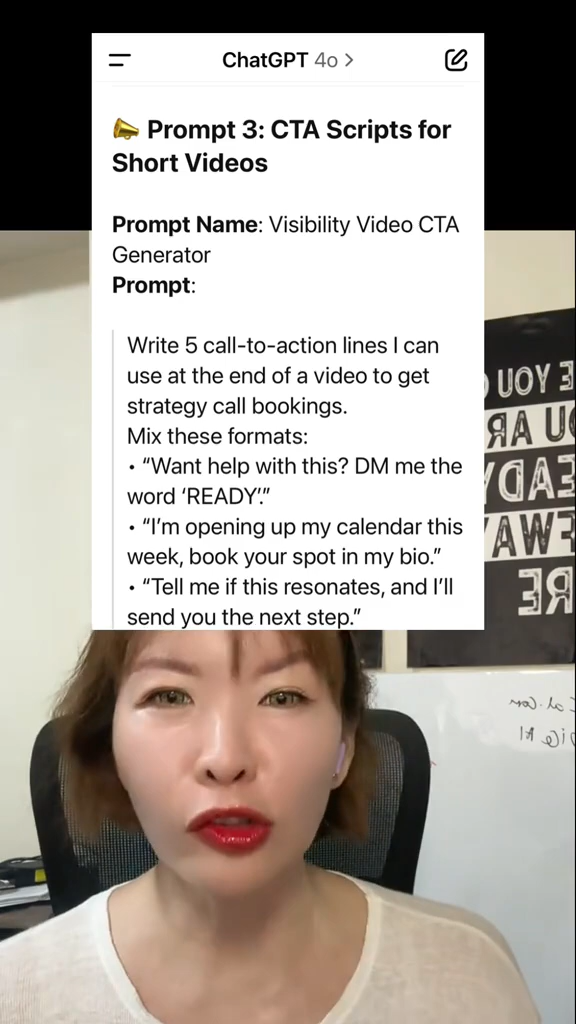 ChatGPT 4o >
📣 Prompt 3: CTA Scripts for
Short Videos
Prompt Name: Visibility Video CTA
Generator
Prompt:
Write 5 call-to-action lines I can
use at the end of a video to get
strategy call bookings.
Mix these formats:
• “Want help with this? DM me the
word ‘READY’.”
• “I’m opening up my calendar this
week, book your spot in my bio.”
• “Tell me if this resonates, and I’ll
send you the next step.”
YOU